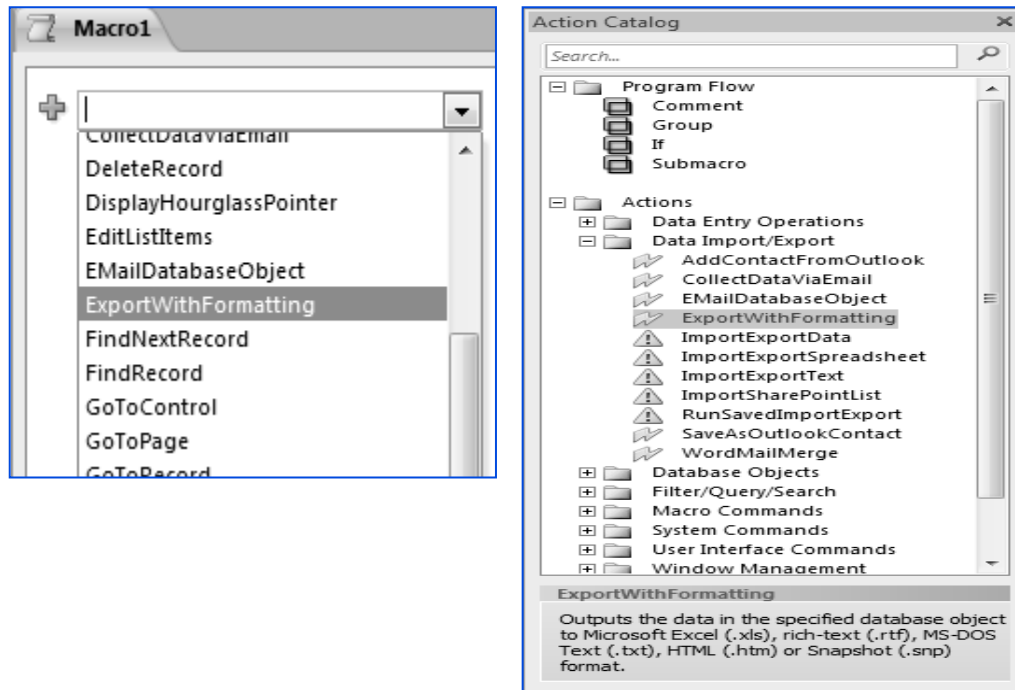 Macro1
CollectDataViaEmail
DeleteRecord
DisplayHourglassPointer
EditListItems
EMailDatabaseObject
ExportWithFormatting
FindNextRecord
FindRecord
GoToControl
GoToPage
GoToRecord
Action Catalog
Search...
Program Flow
Comment
Group
If
Submacro
Actions
Data Entry Operations
Data Import/Export
AddContactFromOutlook
CollectDataViaEmail
EMailDatabaseObject
ExportWithFormatting
ImportExportData
ImportExportSpreadsheet
ImportExportText
ImportSharePointList
RunSavedImportExport
SaveAsOutlookContact
WordMailMerge
Database Objects
Filter/Query/Search
Macro Commands
System Commands
User Interface Commands
Window Management
ExportWithFormatting
Outputs the data in the specified database object
to Microsoft Excel (.xls), rich-text (.rtf), MS-DOS
Text (.txt), HTML (.htm) or Snapshot (.snp)
format.